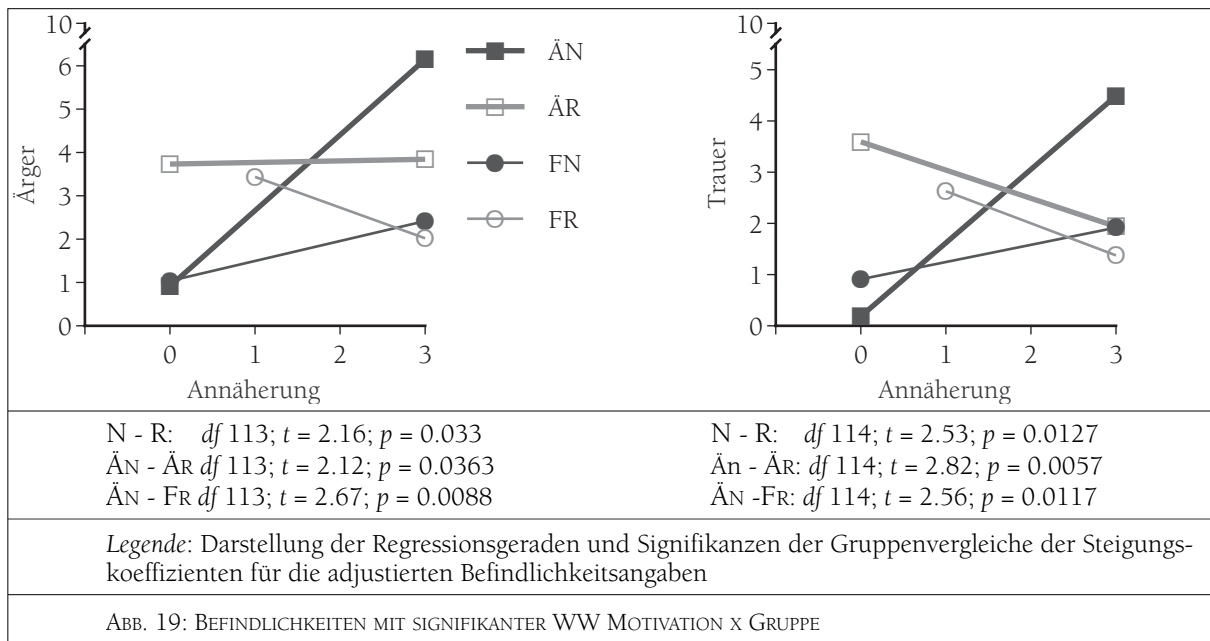 10
6
5
4
3
2
1
0
Ärger
0 1 2 3
Annäherung
ÄN
ÄR
FN
FR
10
5
4
3
2
1
0
Trauer
0 1 2 3
Annäherung
N - R: df 113; t = 2.16; p = 0.033
ÄN - ÄR df 113; t = 2.12; p = 0.0363
ÄN - FR df 113; t = 2.67; p = 0.0088
N - R: df 114; t = 2.53; p = 0.0127
Än - ÄR: df 114; t = 2.82; p = 0.0057
ÄN -FR: df 114; t = 2.56; p = 0.0117
Legende: Darstellung der Regressionsgeraden und Signifikanzen der Gruppenvergleiche der Steigungs-
koeffizienten für die adjustierten Befindlichkeitsangaben
ABB. 19: BEFINDLICHKEITEN MIT SIGNIFIKANTER WW MOTIVATION X GRUPPE